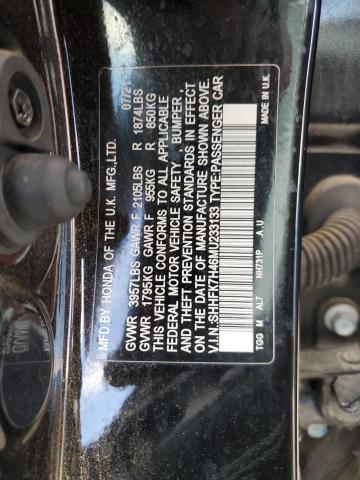 MFD.BY HONDA OF THE U.K. MFG.,LTD. 07/21
GVWR 3957LBS GAWR F 2105LBS R 1874LBS
GVWR 1795KG GAWR F 955KG R 850KG
THIS VEHICLE CONFORMS TO ALL APPLICABLE
FEDERAL MOTOR VEHICLE SAFETY BUMPER ,
AND THEFT PREVENTION STANDARDS IN EFFECT
ON THE DATE OF MANUFACTURE SHOWN ABOVE.
V.I.N.:SHHFK7H46MU233133 TYPE:PASSENGER CAR
TGG M AL7 NH731P A U MADE IN U.K.